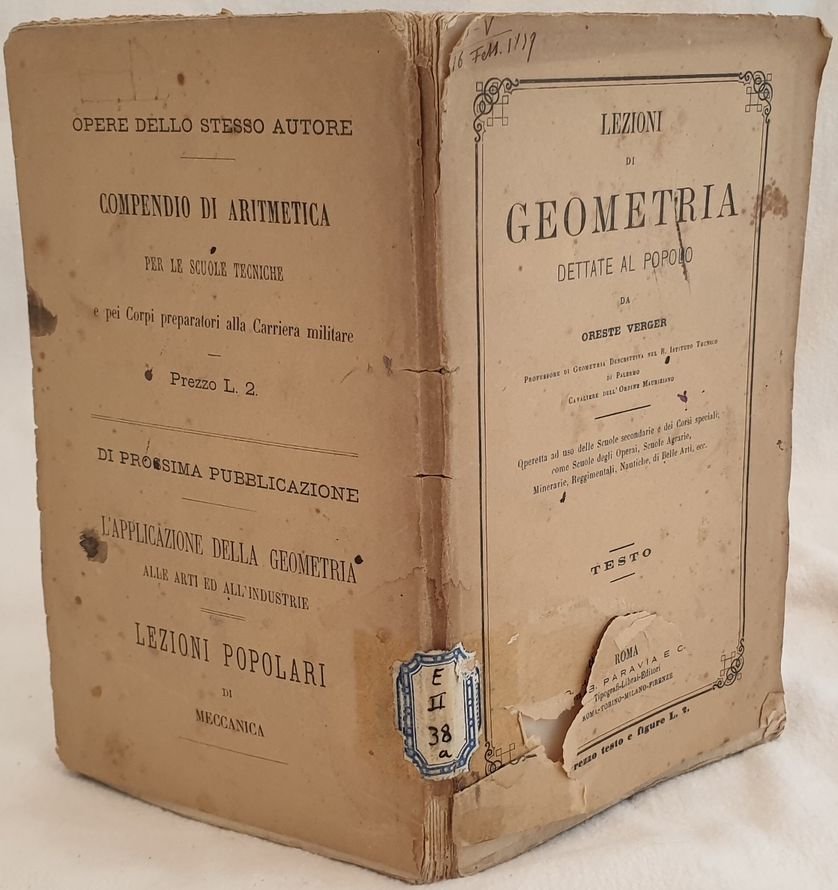 OPERE DELLO STESSO AUTORE
COMPENDIO DI ARITMETICA
PER LE SCUOLE TECNICHE
e pei Corpi preparatori alla Carriera militare
Prezzo L. 2.
DI PROSSIMA PUBBLICAZIONE
L'APPLICAZIONE DELLA GEOMETRIA
ALLE ARTI ED ALL'INDUSTRIE
LEZIONI POPOLARI
DI
MECCANICA
E
II
38
a
V
LEZIONI
DI
GEOMETRIA
DETTATE AL POPOLO
DA
ORESTE VERGER
PROFESSORE DI GEOMETRIA DESCRITTIVA NEL R. ISTITUTO TECNICO
DI PALERMO
CAVALIERE DELL'ORDINE MAURIZIANO
Operetta ad uso delle Scuole secondarie e dei Corsi speciali,
come Scuole degli Operai, Scuole Agrarie,
Minerarie, Reggimentali, Nautiche, di Belle Arti, ecc.
TESTO
ROMA
B. PARAVIA E C.
Tipografi-Librai-Editori
ROMA-TORINO-MILANO-FIRENZE
rezzo testo e figure L. 2.